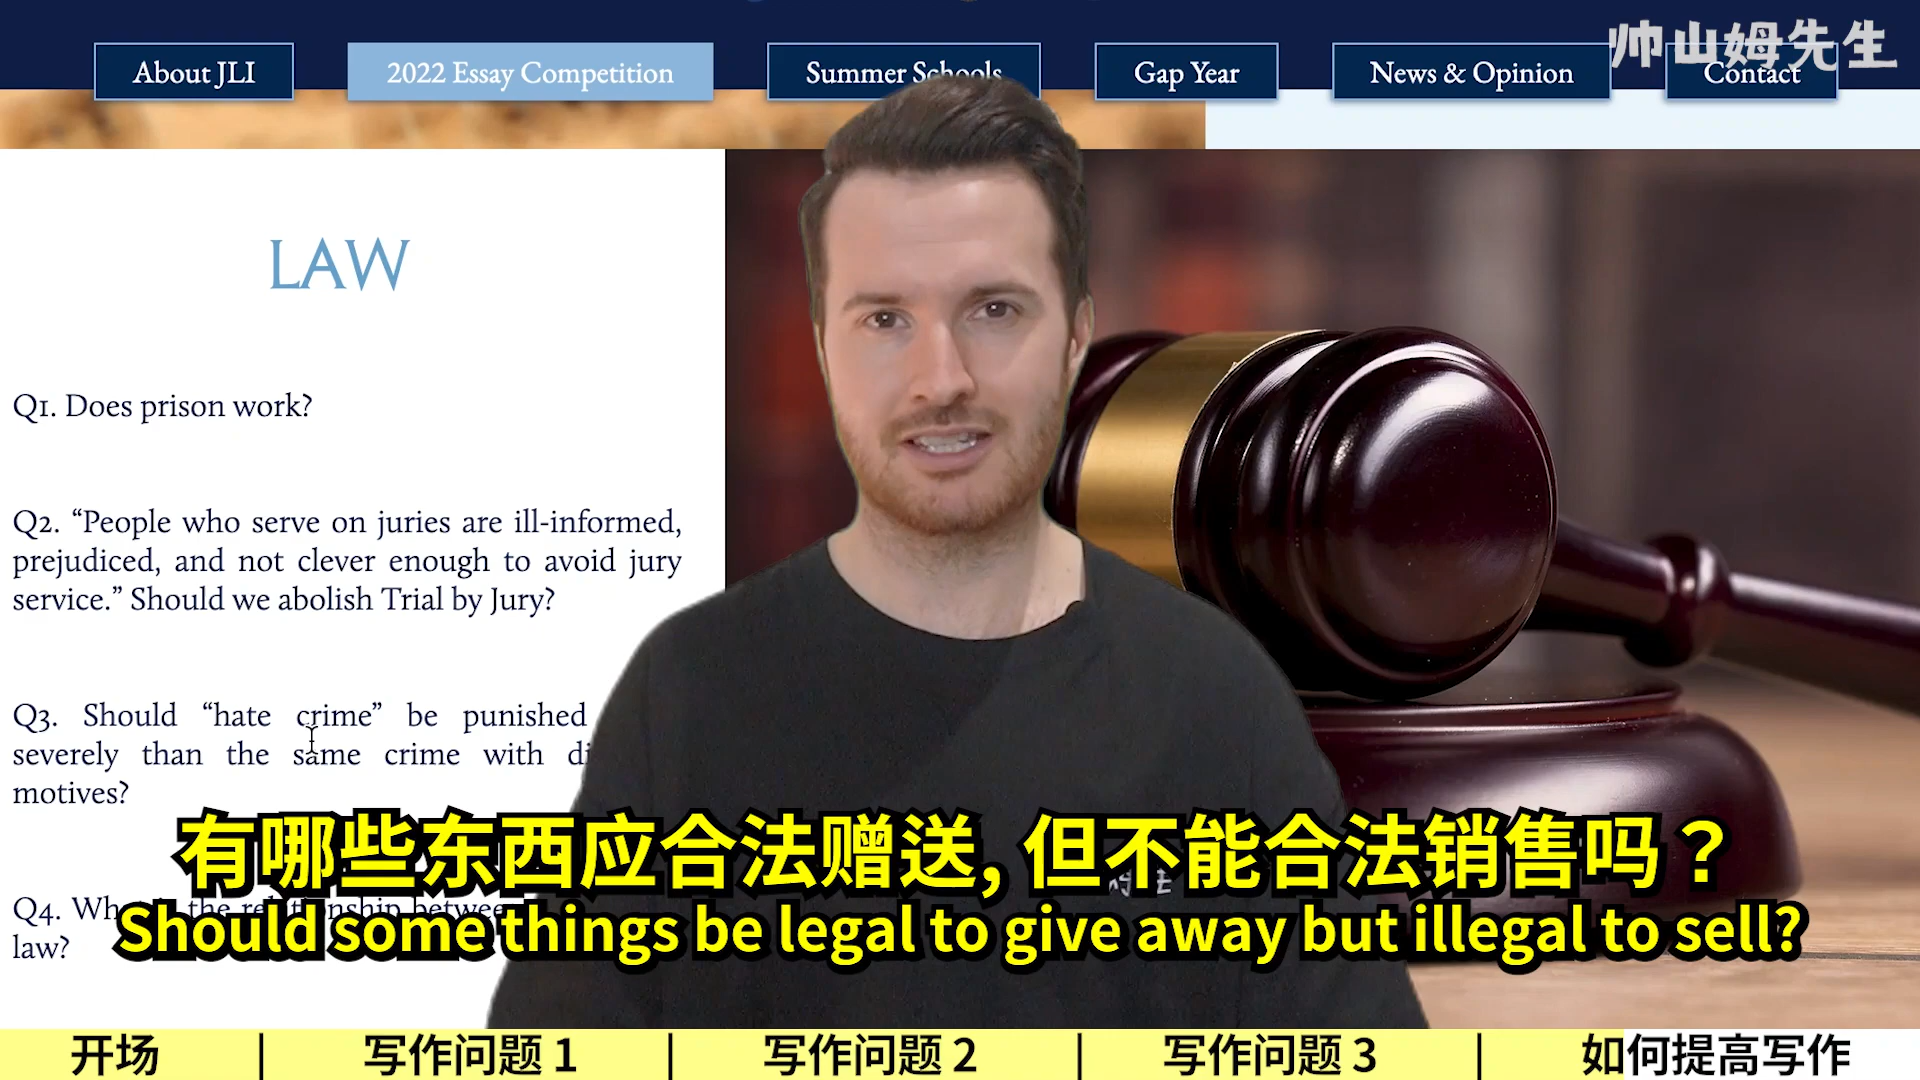 帅山姆先生
About JLI
2022 Essay Competition
Summer Schools
Gap Year
News & Opinion
Contact
LAW
Q1. Does prison work?
Q2. “People who serve on juries are ill-informed,
prejudiced, and not clever enough to avoid jury
service.” Should we abolish Trial by Jury?
Q3. Should “hate crime” be punished
severely than the same crime with
motives?
Q4. the relationship
law?
有哪些东西应合法赠送,但不能合法销售吗？
Should some things be legal to give away but illegal to sell?
开场
写作问题 1
写作问题 2
写作问题 3
如何提高写作